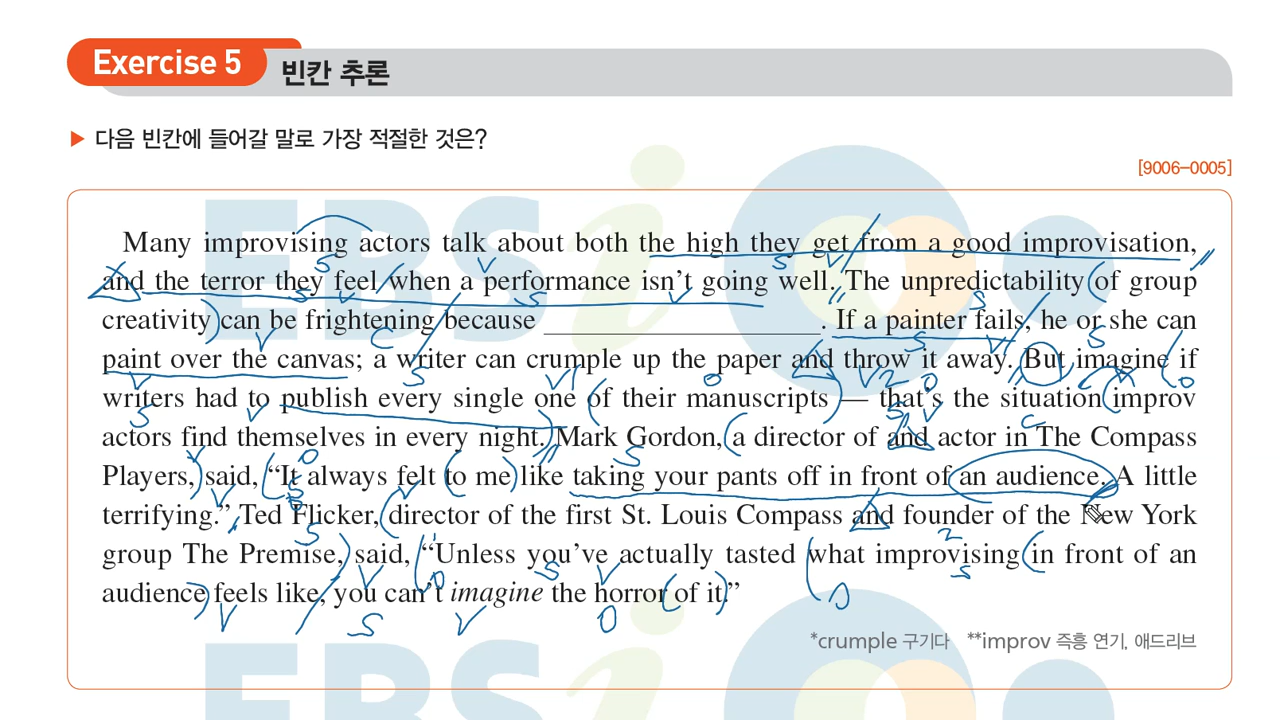 Exercise 5
빈칸 추론
▶ 다음 빈칸에 들어갈 말로 가장 적절한 것은?
[9006-0005]
Many improvising actors talk about both the high they get from a good improvisation,
and the terror they feel when a performance isn't going well. The unpredictability of group
creativity can be frightening because ____________________. If a painter fails, he or she can
paint over the canvas; a writer can crumple up the paper and throw it away. But imagine if
writers had to publish every single one of their manuscripts — that's the situation improv
actors find themselves in every night. Mark Gordon, a director of and actor in The Compass
Players, said, “It always felt to me like taking your pants off in front of an audience. A little
terrifying.” Ted Flicker, director of the first St. Louis Compass and founder of the New York
group The Premise, said, “Unless you've actually tasted what improvising in front of an
audience feels like, you can't imagine the horror of it.”
*crumple 구기다 **improv 즉흥 연기, 애드리브
EBSi
EBSi